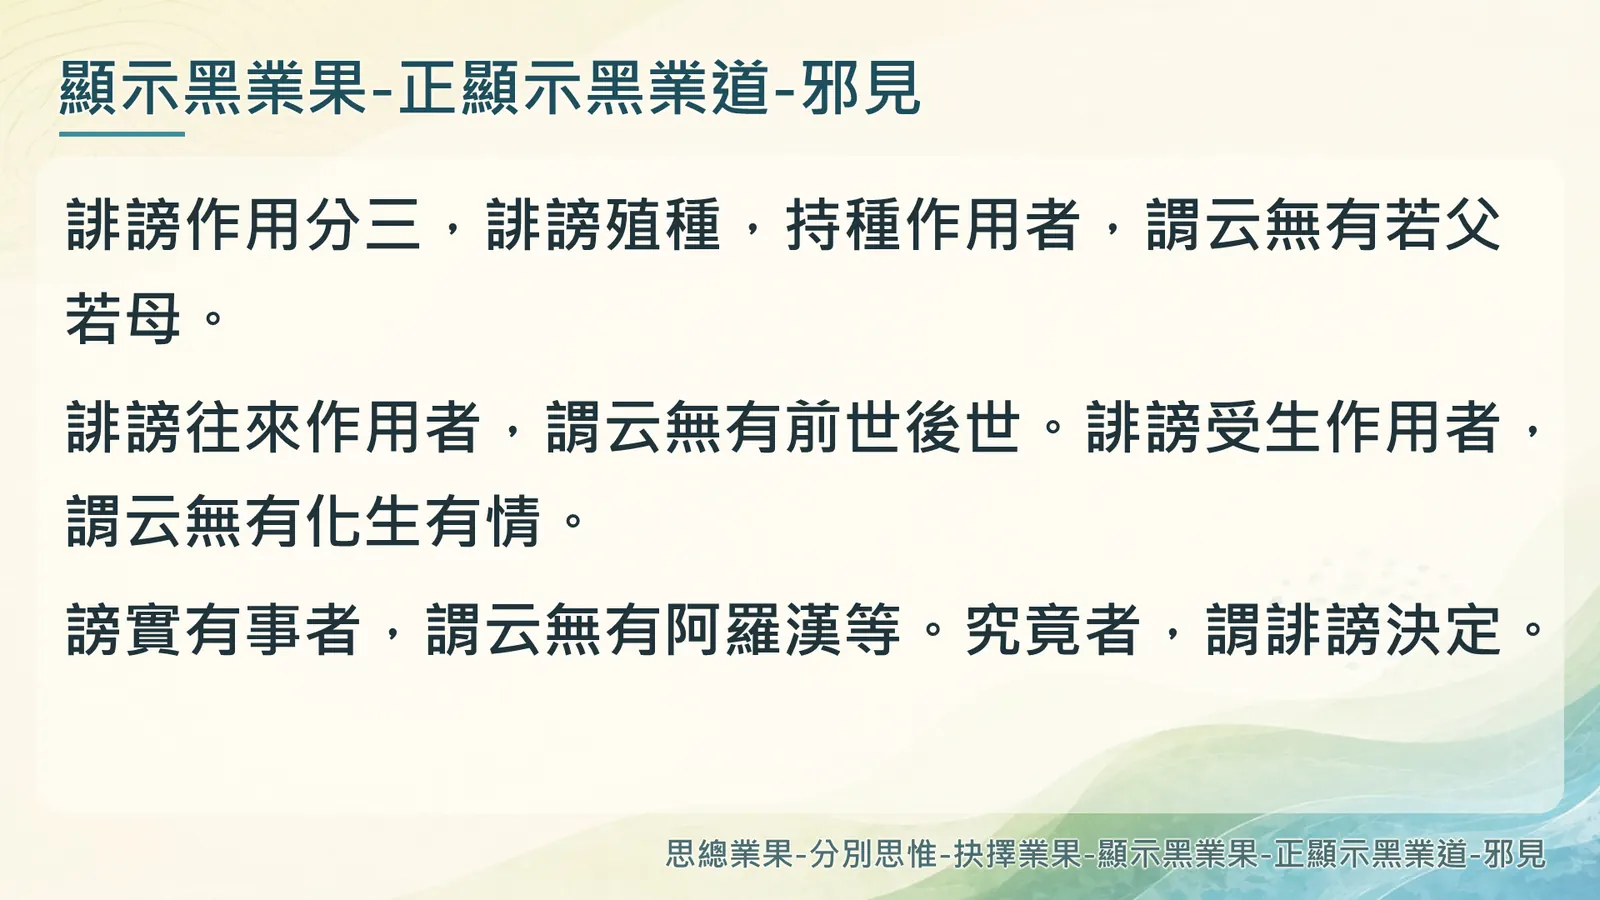 顯示黑業果-正顯示黑業道-邪見
誹謗作用分三，誹謗殖種，持種作用者，謂云無有若父
若母。
誹謗往來作用者，謂云無有前世後世。誹謗受生作用者，
謂云無有化生有情。
謗實有事者，謂云無有阿羅漢等。究竟者，謂誹謗決定。
思總業果-分別思惟-抉擇業果-顯示黑業果-正顯示黑業道-邪見